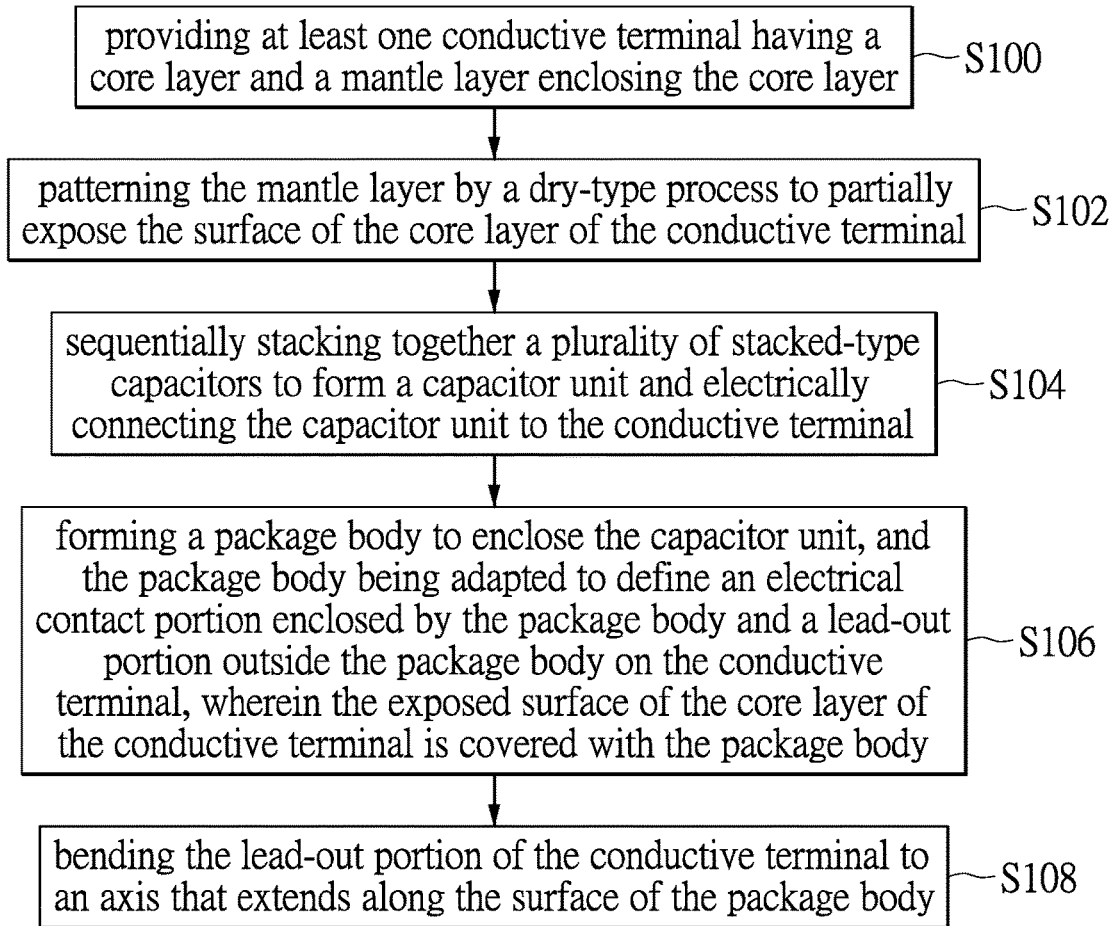 providing at least one conductive terminal having a
core layer and a mantle layer enclosing the core layer
S100
patterning the mantle layer by a dry-type process to partially
expose the surface of the core layer of the conductive terminal
S102
sequentially stacking together a plurality of stacked-type
capacitors to form a capacitor unit and electrically
connecting the capacitor unit to the conductive terminal
S104
forming a package body to enclose the capacitor unit, and
the package body being adapted to define an electrical
contact portion enclosed by the package body and a lead-out
portion outside the package body on the conductive
terminal, wherein the exposed surface of the core layer of
the conductive terminal is covered with the package body
S106
bending the lead-out portion of the conductive terminal to
an axis that extends along the surface of the package body
S108